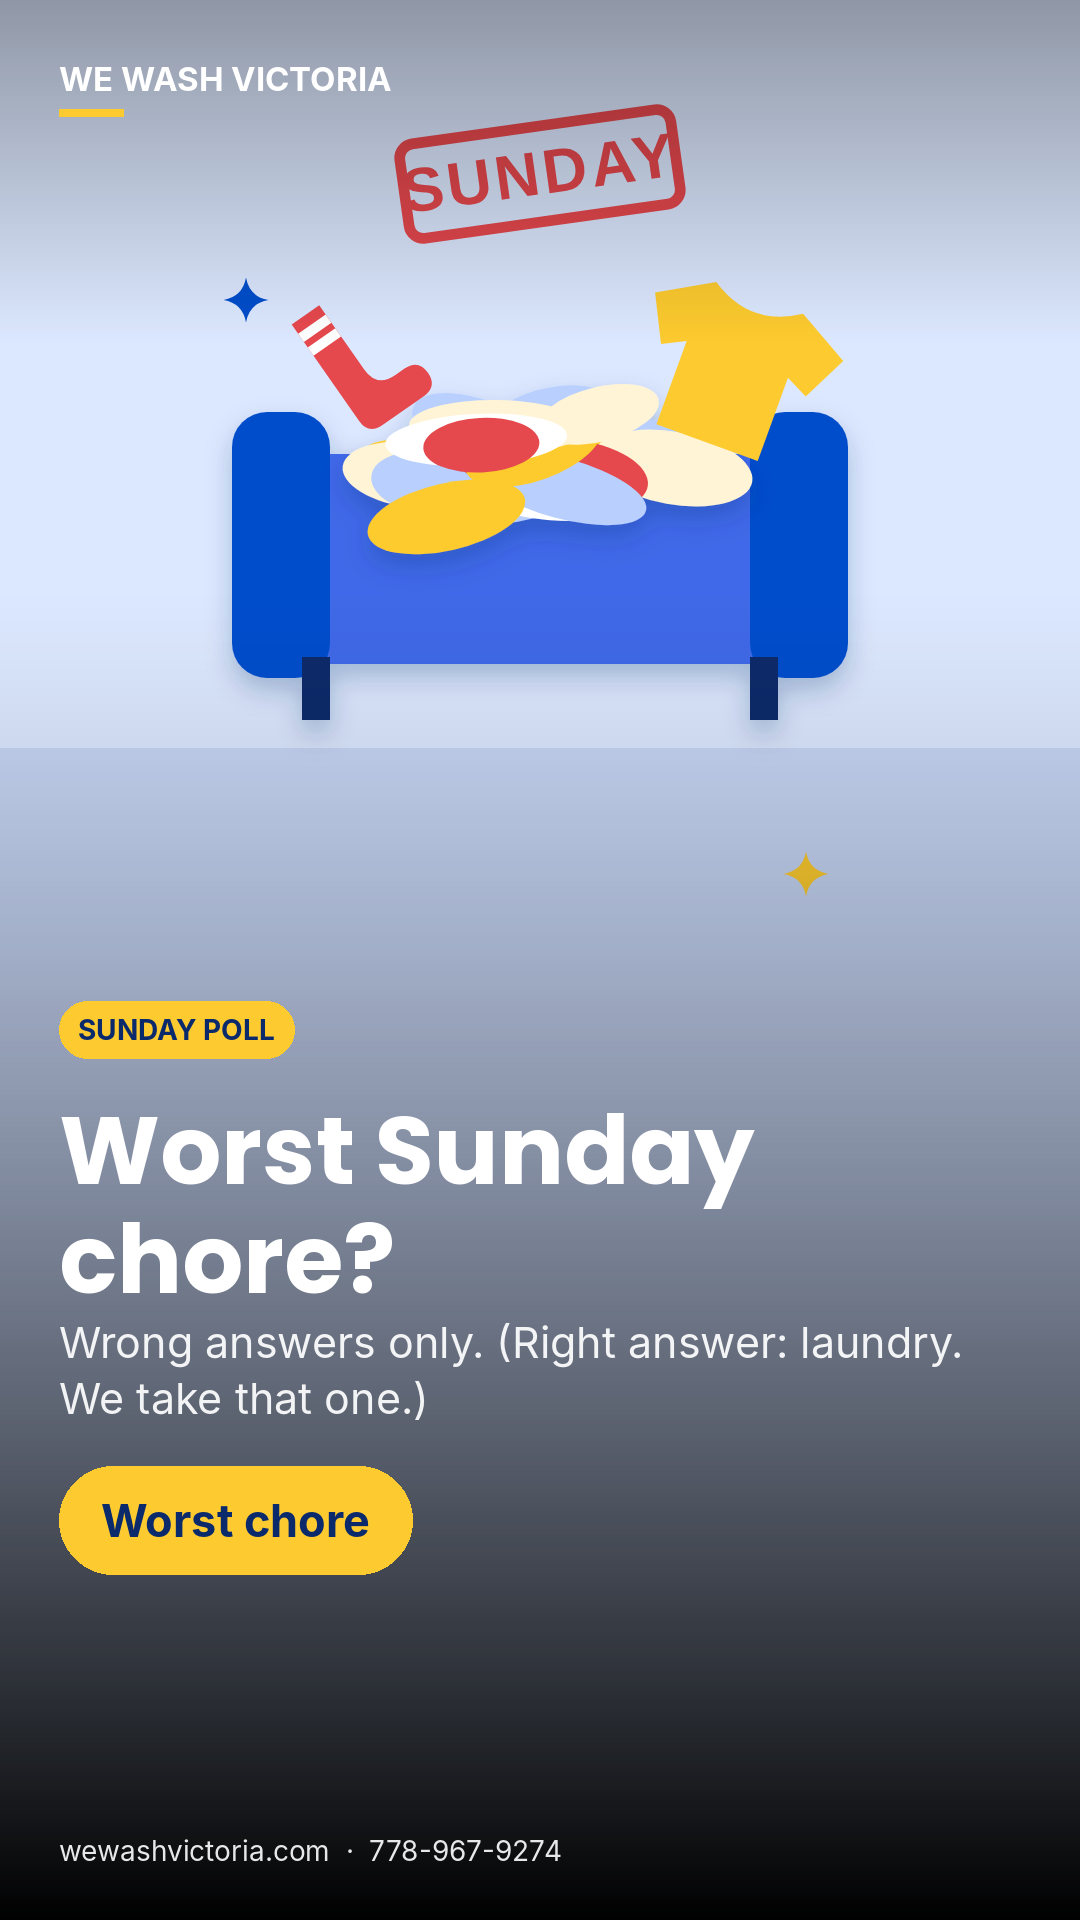 WE WASH VICTORIA
SUNDAY
SUNDAY POLL
Worst Sunday
chore?
Wrong answers only. (Right answer: laundry.
We take that one.)
Worst chore
wewashvictoria.com · 778-967-9274